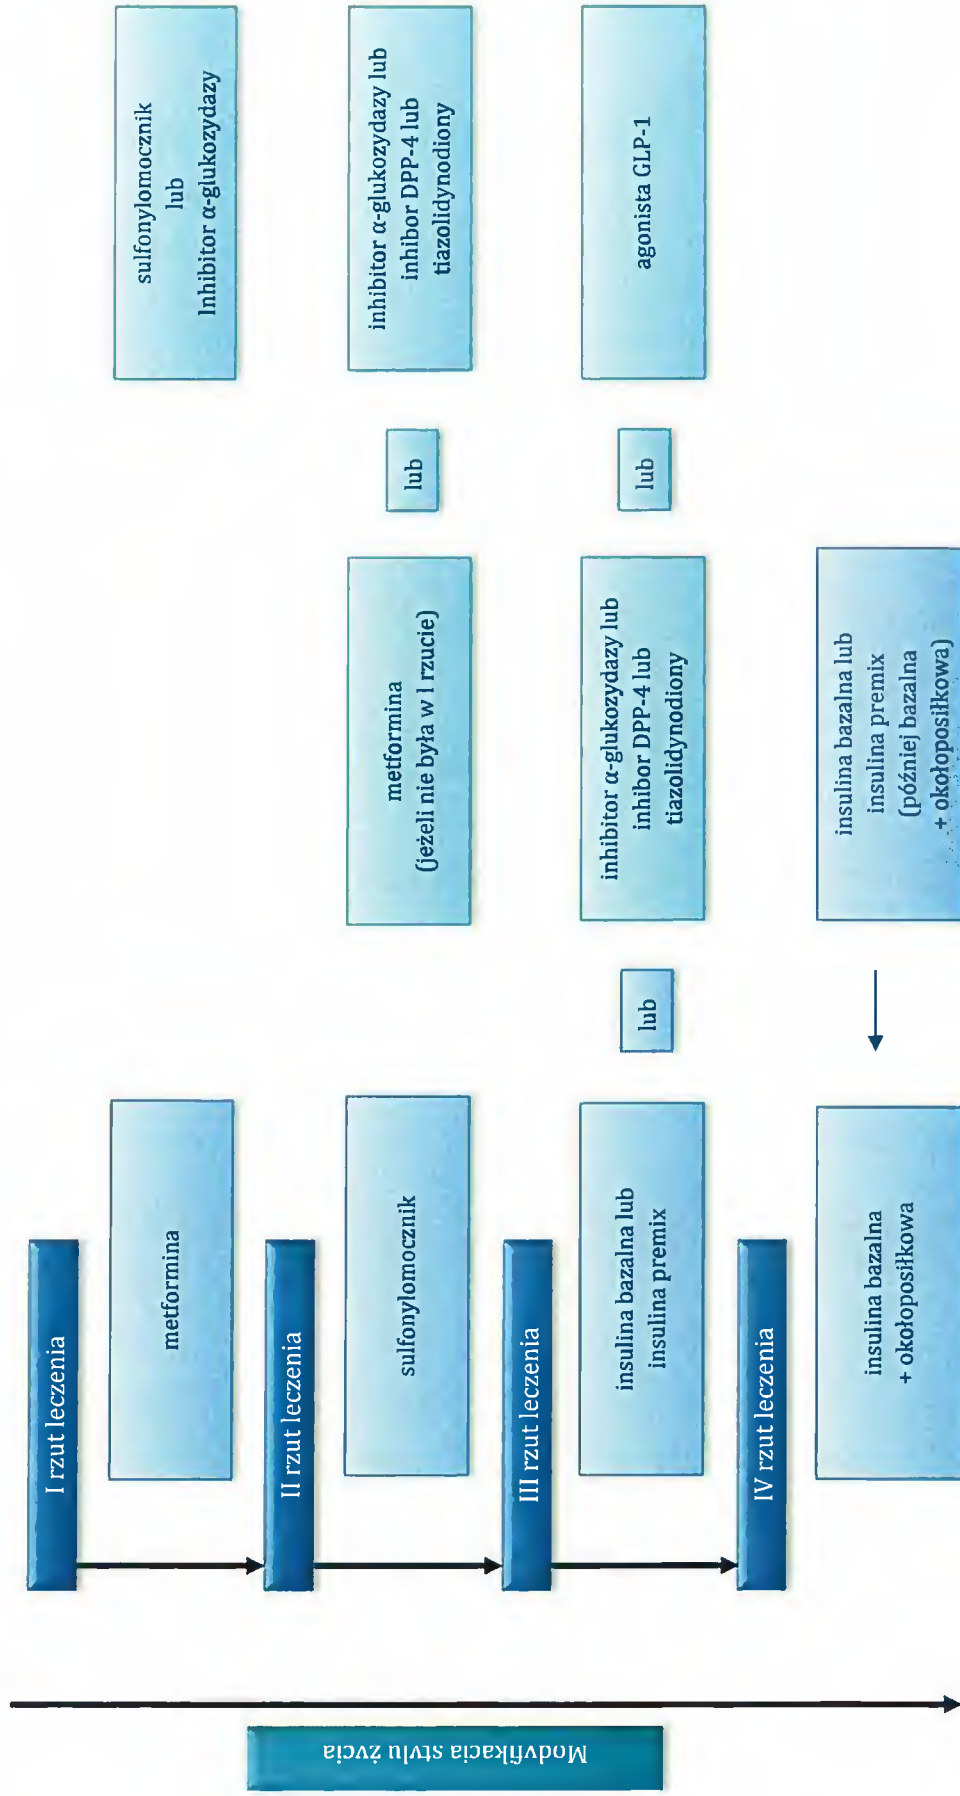 Modyfikacja stylu życia
I rzut leczenia
metformina
sulfonylomocznik
lub
Inhibitor α-glukozydazy
II rzut leczenia
sulfonylomocznik
metformina
(jeżeli nie była w I rzucie)
lub
inhibitor α-glukozydazy lub
inhibor DPP-4 lub
tiazolidynodiony
III rzut leczenia
insulina bazalna lub
insulina premix
lub
inhibitor α-glukozydazy lub
inhibor DPP-4 lub
tiazolidynodiony
lub
agonista GLP-1
IV rzut leczenia
insulina bazalna
+ okołoposiłkowa
insulina bazalna lub
insulina premix
(później bazalna
+ okołoposiłkowa)